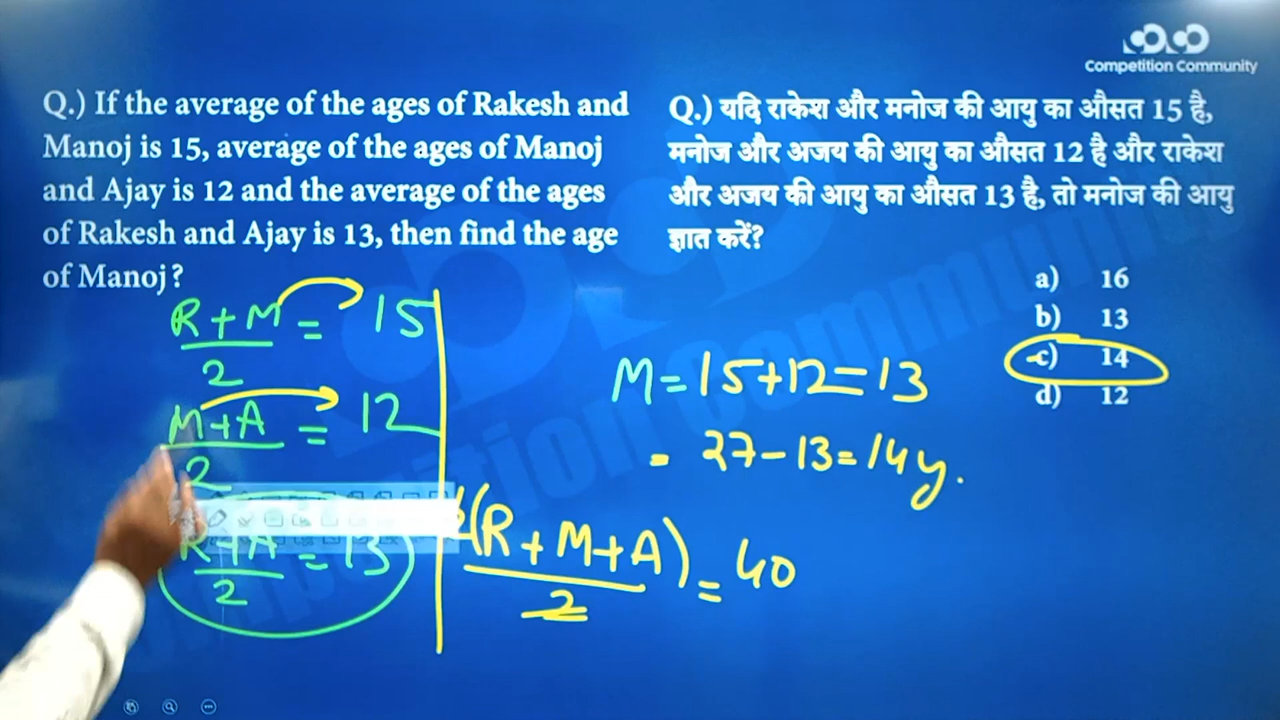 Competition Community
Q.) If the average of the ages of Rakesh and
Manoj is 15, average of the ages of Manoj
and Ajay is 12 and the average of the ages
of Rakesh and Ajay is 13, then find the age
of Manoj?
Q.) यदि राकेश और मनोज की आयु का औसत 15 है,
मनोज और अजय की आयु का औसत 12 है और राकेश
और अजय की आयु का औसत 13 है, तो मनोज की आयु
ज्ञात करें?
a) 16
b) 13
c) 14
d) 12
R+M = 15
2
M+A = 12
2
R+A = 13
2
M=15+12=13
= 27-13=14y.
(R+M+A) = 40
2